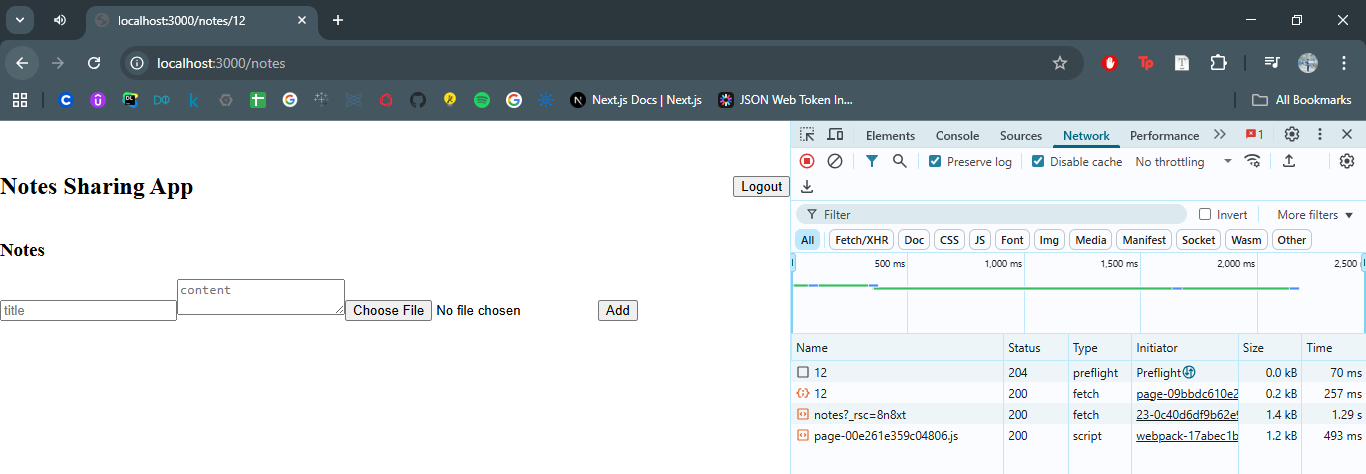 localhost:3000/notes/12
localhost:3000/notes
Next.js Docs | Next.js
JSON Web Token In...
All Bookmarks
Notes Sharing App
Logout
Notes
title
content
Choose File No file chosen
Add
Elements Console Sources Network Performance 1
Preserve log Disable cache No throttling
Filter Invert More filters
All Fetch/XHR Doc CSS JS Font Img Media Manifest Socket Wasm Other
500 ms 1,000 ms 1,500 ms 2,000 ms 2,500
Name Status Type Initiator Size Time
12 204 preflight Preflight 0.0 kB 70 ms
12 200 fetch page-09bbdc610e2 0.2 kB 257 ms
notes?_rsc=8n8xt 200 fetch 23-0c40d6df9b62e9 1.4 kB 1.29 s
page-00e261e359c04806.js 200 script webpack-17abec1b 1.2 kB 493 ms